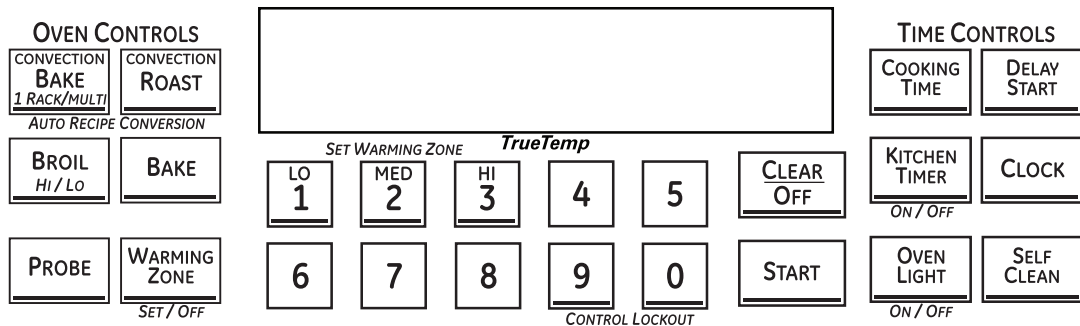 OVEN CONTROLS
CONVECTION
BAKE
1 RACK/MULTI
CONVECTION
ROAST
AUTO RECIPE CONVERSION
BROIL
HI / LO
BAKE
PROBE
WARMING
ZONE
SET / OFF
SET WARMING ZONE
TrueTemp
LO
1
MED
2
HI
3
4
5
6
7
8
9
0
CONTROL LOCKOUT
CLEAR
OFF
START
TIME CONTROLS
COOKING
TIME
DELAY
START
KITCHEN
TIMER
ON / OFF
CLOCK
OVEN
LIGHT
ON / OFF
SELF
CLEAN